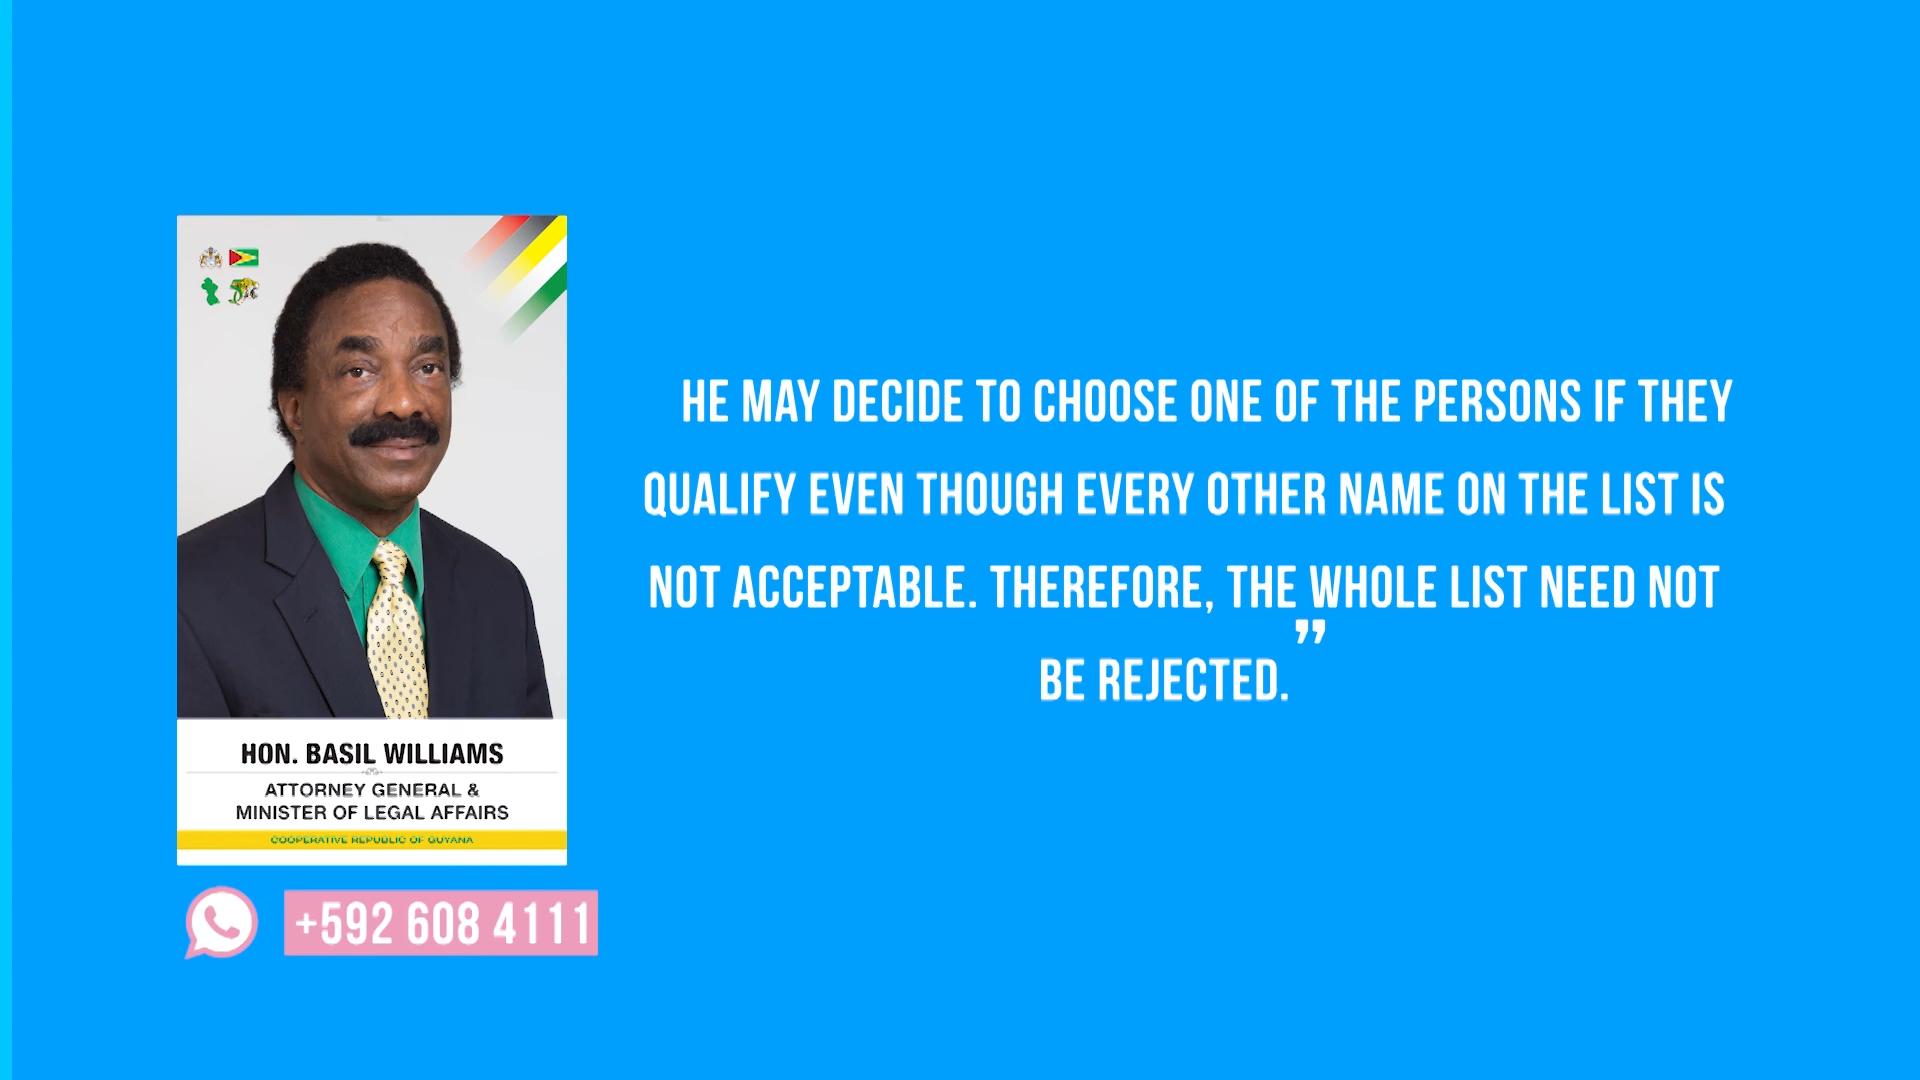 HE MAY DECIDE TO CHOOSE ONE OF THE PERSONS IF THEY
QUALIFY EVEN THOUGH EVERY OTHER NAME ON THE LIST IS
NOT ACCEPTABLE. THEREFORE, THE WHOLE LIST NEED NOT
BE REJECTED.”
HON. BASIL WILLIAMS
ATTORNEY GENERAL &
MINISTER OF LEGAL AFFAIRS
COOPERATIVE REPUBLIC OF GUYANA
+592 608 4111